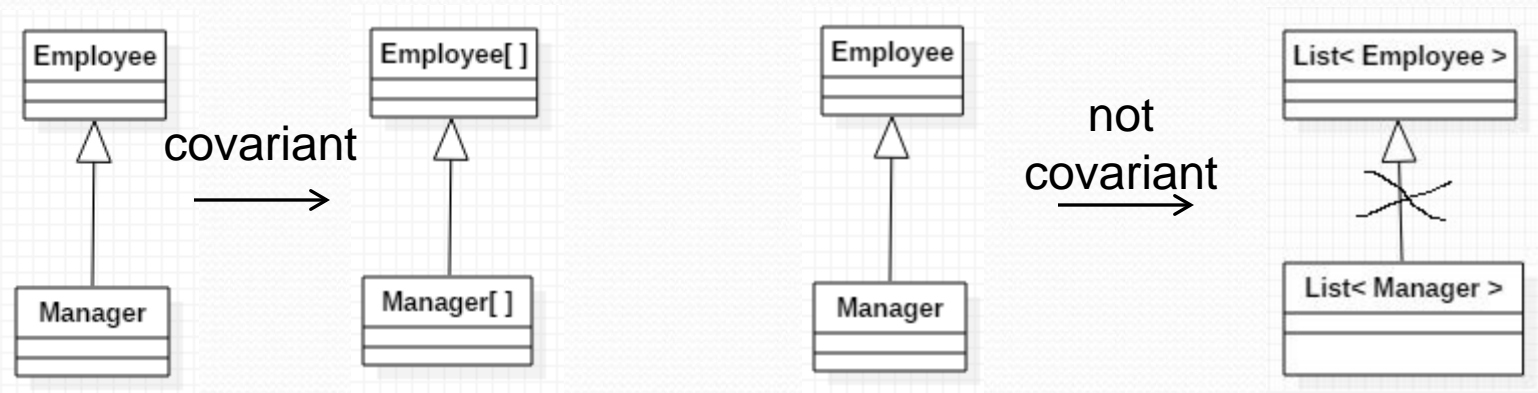 Employee
Employee[ ]
covariant
Manager
Manager[ ]
Employee
List< Employee >
not
covariant
Manager
List< Manager >